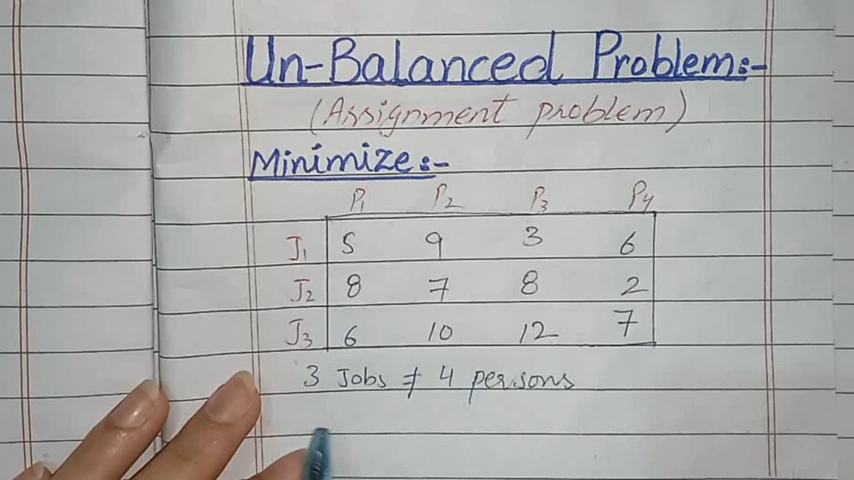 Un-Balanced Problem:-
(Assignment problem)
Minimize:-
P1 P2 P3 P4
J1 5 9 3 6
J2 8 7 8 2
J3 6 10 12 7
3 Jobs ≠ 4 persons